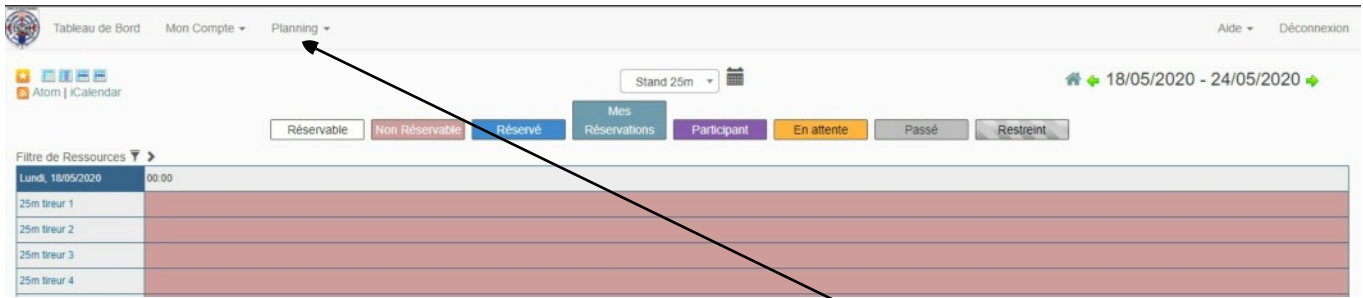 Tableau de Bord Mon Compte Planning Aide Déconnexion
Atom | iCalendar
Stand 25m
18/05/2020 - 24/05/2020
Réservable Non Réservable Réservé Mes Réservations Participant En attente Passé Restreint
Filtre de Ressources
Lundi, 18/05/2020 00:00
25m tireur 1
25m tireur 2
25m tireur 3
25m tireur 4